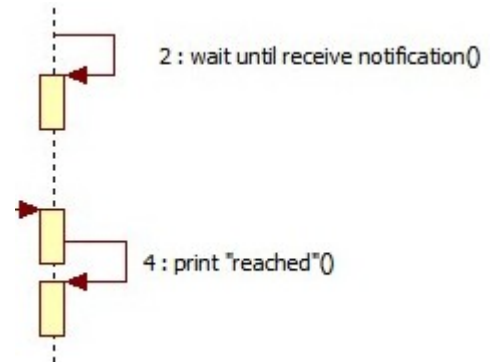 2 : wait until receive notification()
4 : print "reached"()